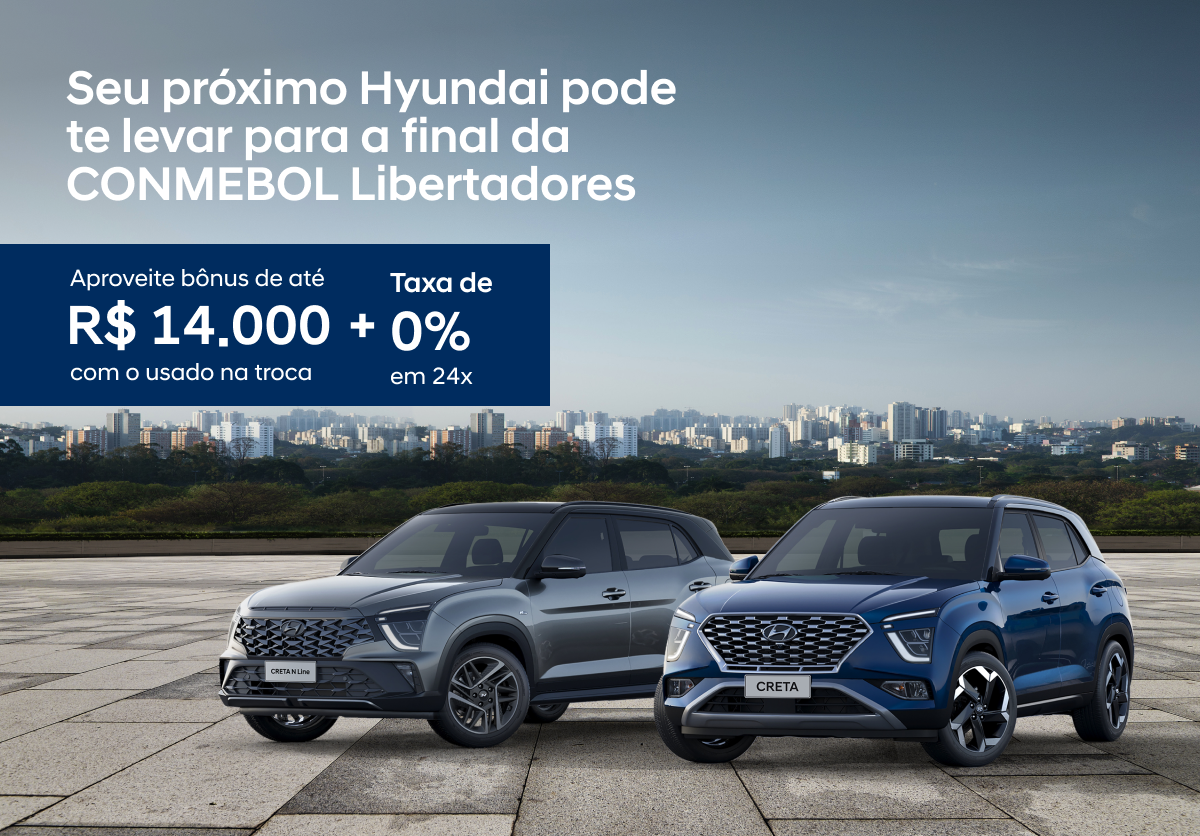 Seu próximo Hyundai pode
te levar para a final da
CONMEBOL Libertadores
Aproveite bônus de até
R$ 14.000
com o usado na troca
+
Taxa de
0%
em 24x
CRETA N Line
CRETA